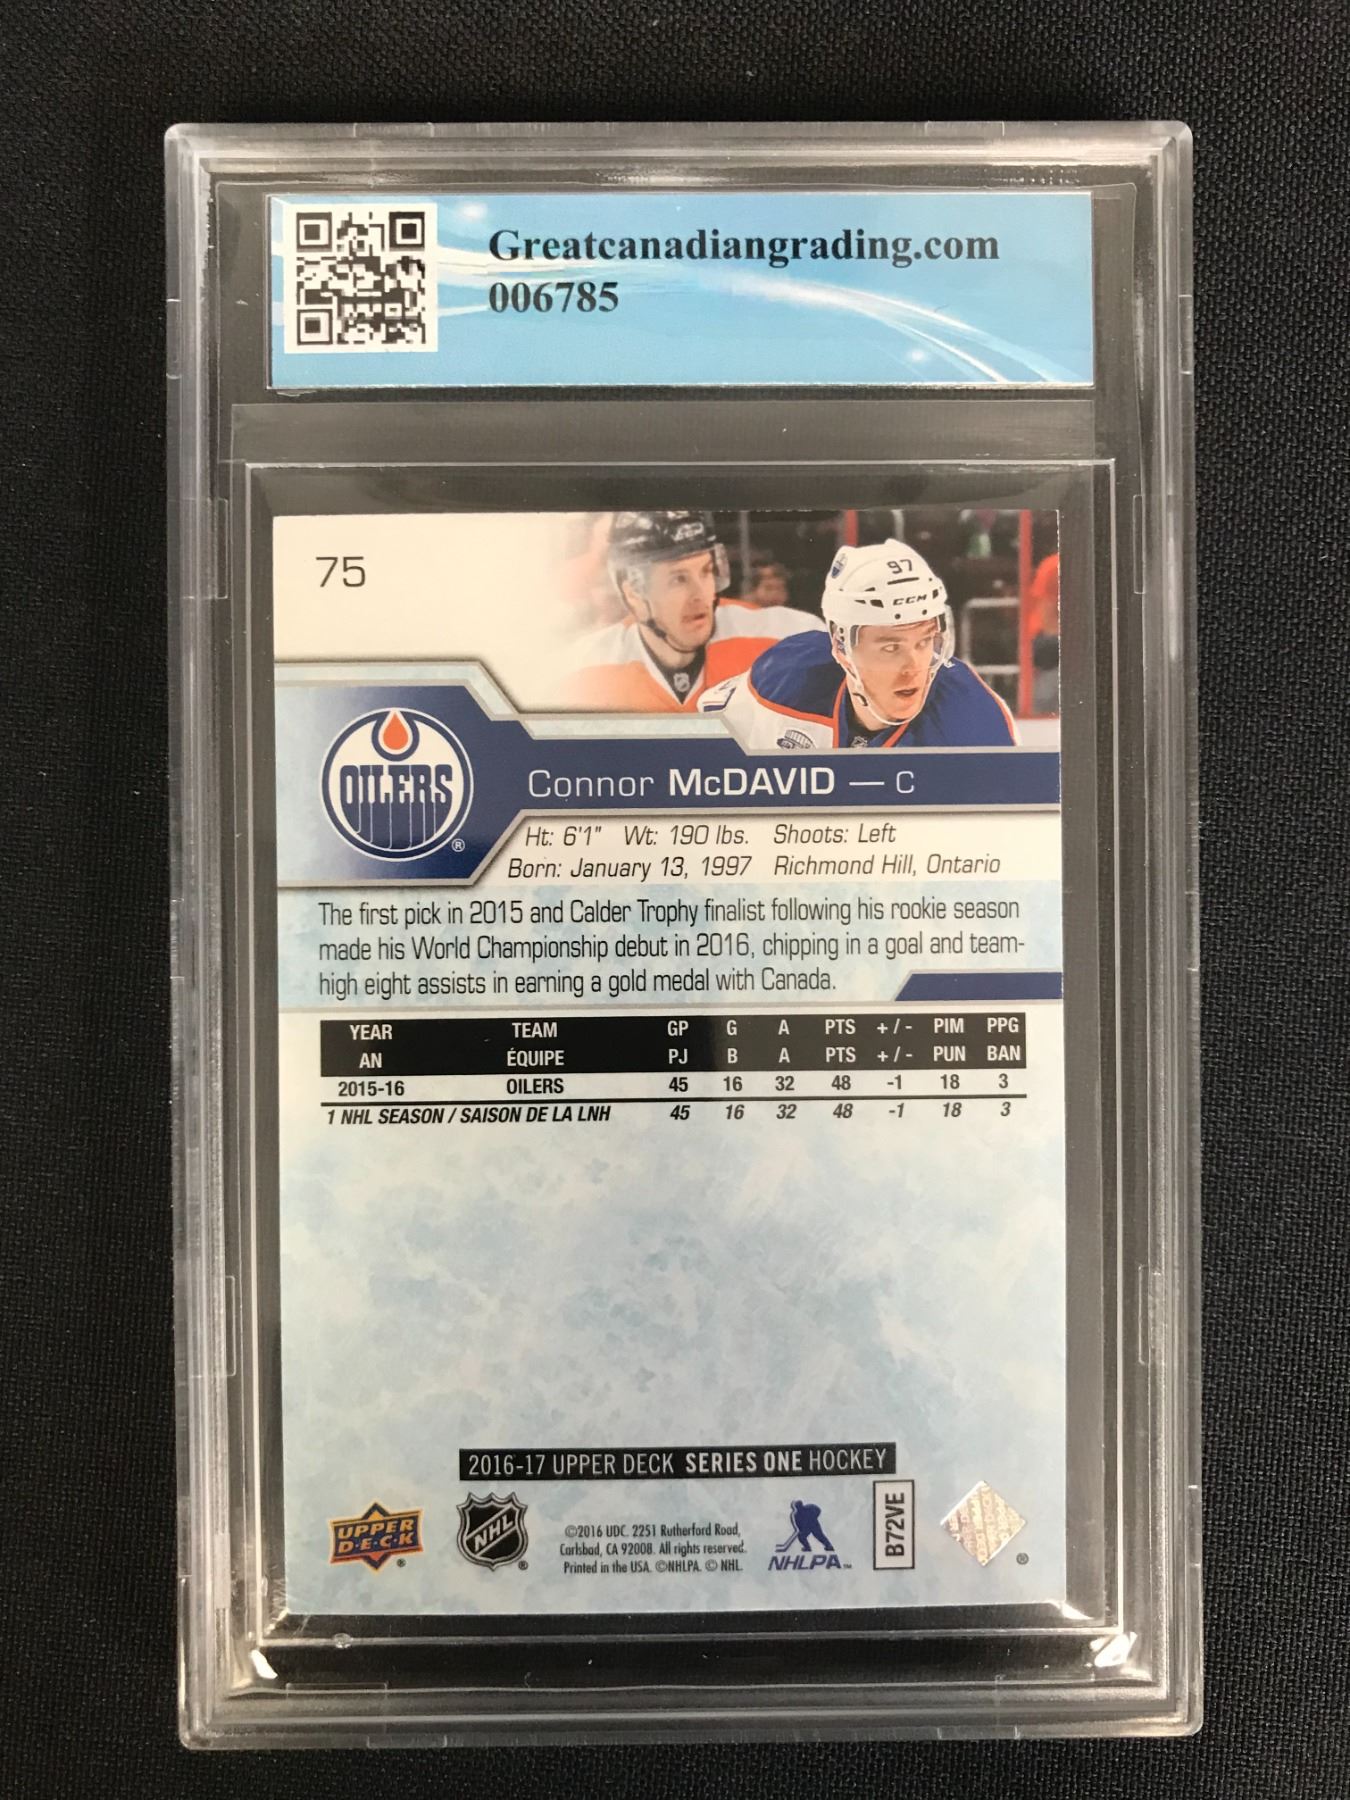 Greatcanadiangrading.com
006785
75
97
CCM
OILERS
®
Connor McDAVID — C
Ht: 6'1" Wt: 190 lbs. Shoots: Left
Born: January 13, 1997 Richmond Hill, Ontario
The first pick in 2015 and Calder Trophy finalist following his rookie season
made his World Championship debut in 2016, chipping in a goal and team-
high eight assists in earning a gold medal with Canada.
YEAR TEAM GP G A PTS +/- PIM PPG
AN ÉQUIPE PJ B A PTS +/- PUN BAN
2015-16 OILERS 45 16 32 48 -1 18 3
1 NHL SEASON / SAISON DE LA LNH 45 16 32 48 -1 18 3
2016-17 UPPER DECK SERIES ONE HOCKEY
UPPER
D·E·C·K
®
NHL
®
©2016 UDC. 2251 Rutherford Road,
Carlsbad, CA 92008. All rights reserved.
Printed in the USA. ©NHLPA. © NHL.
NHLPA™
B72VE
®